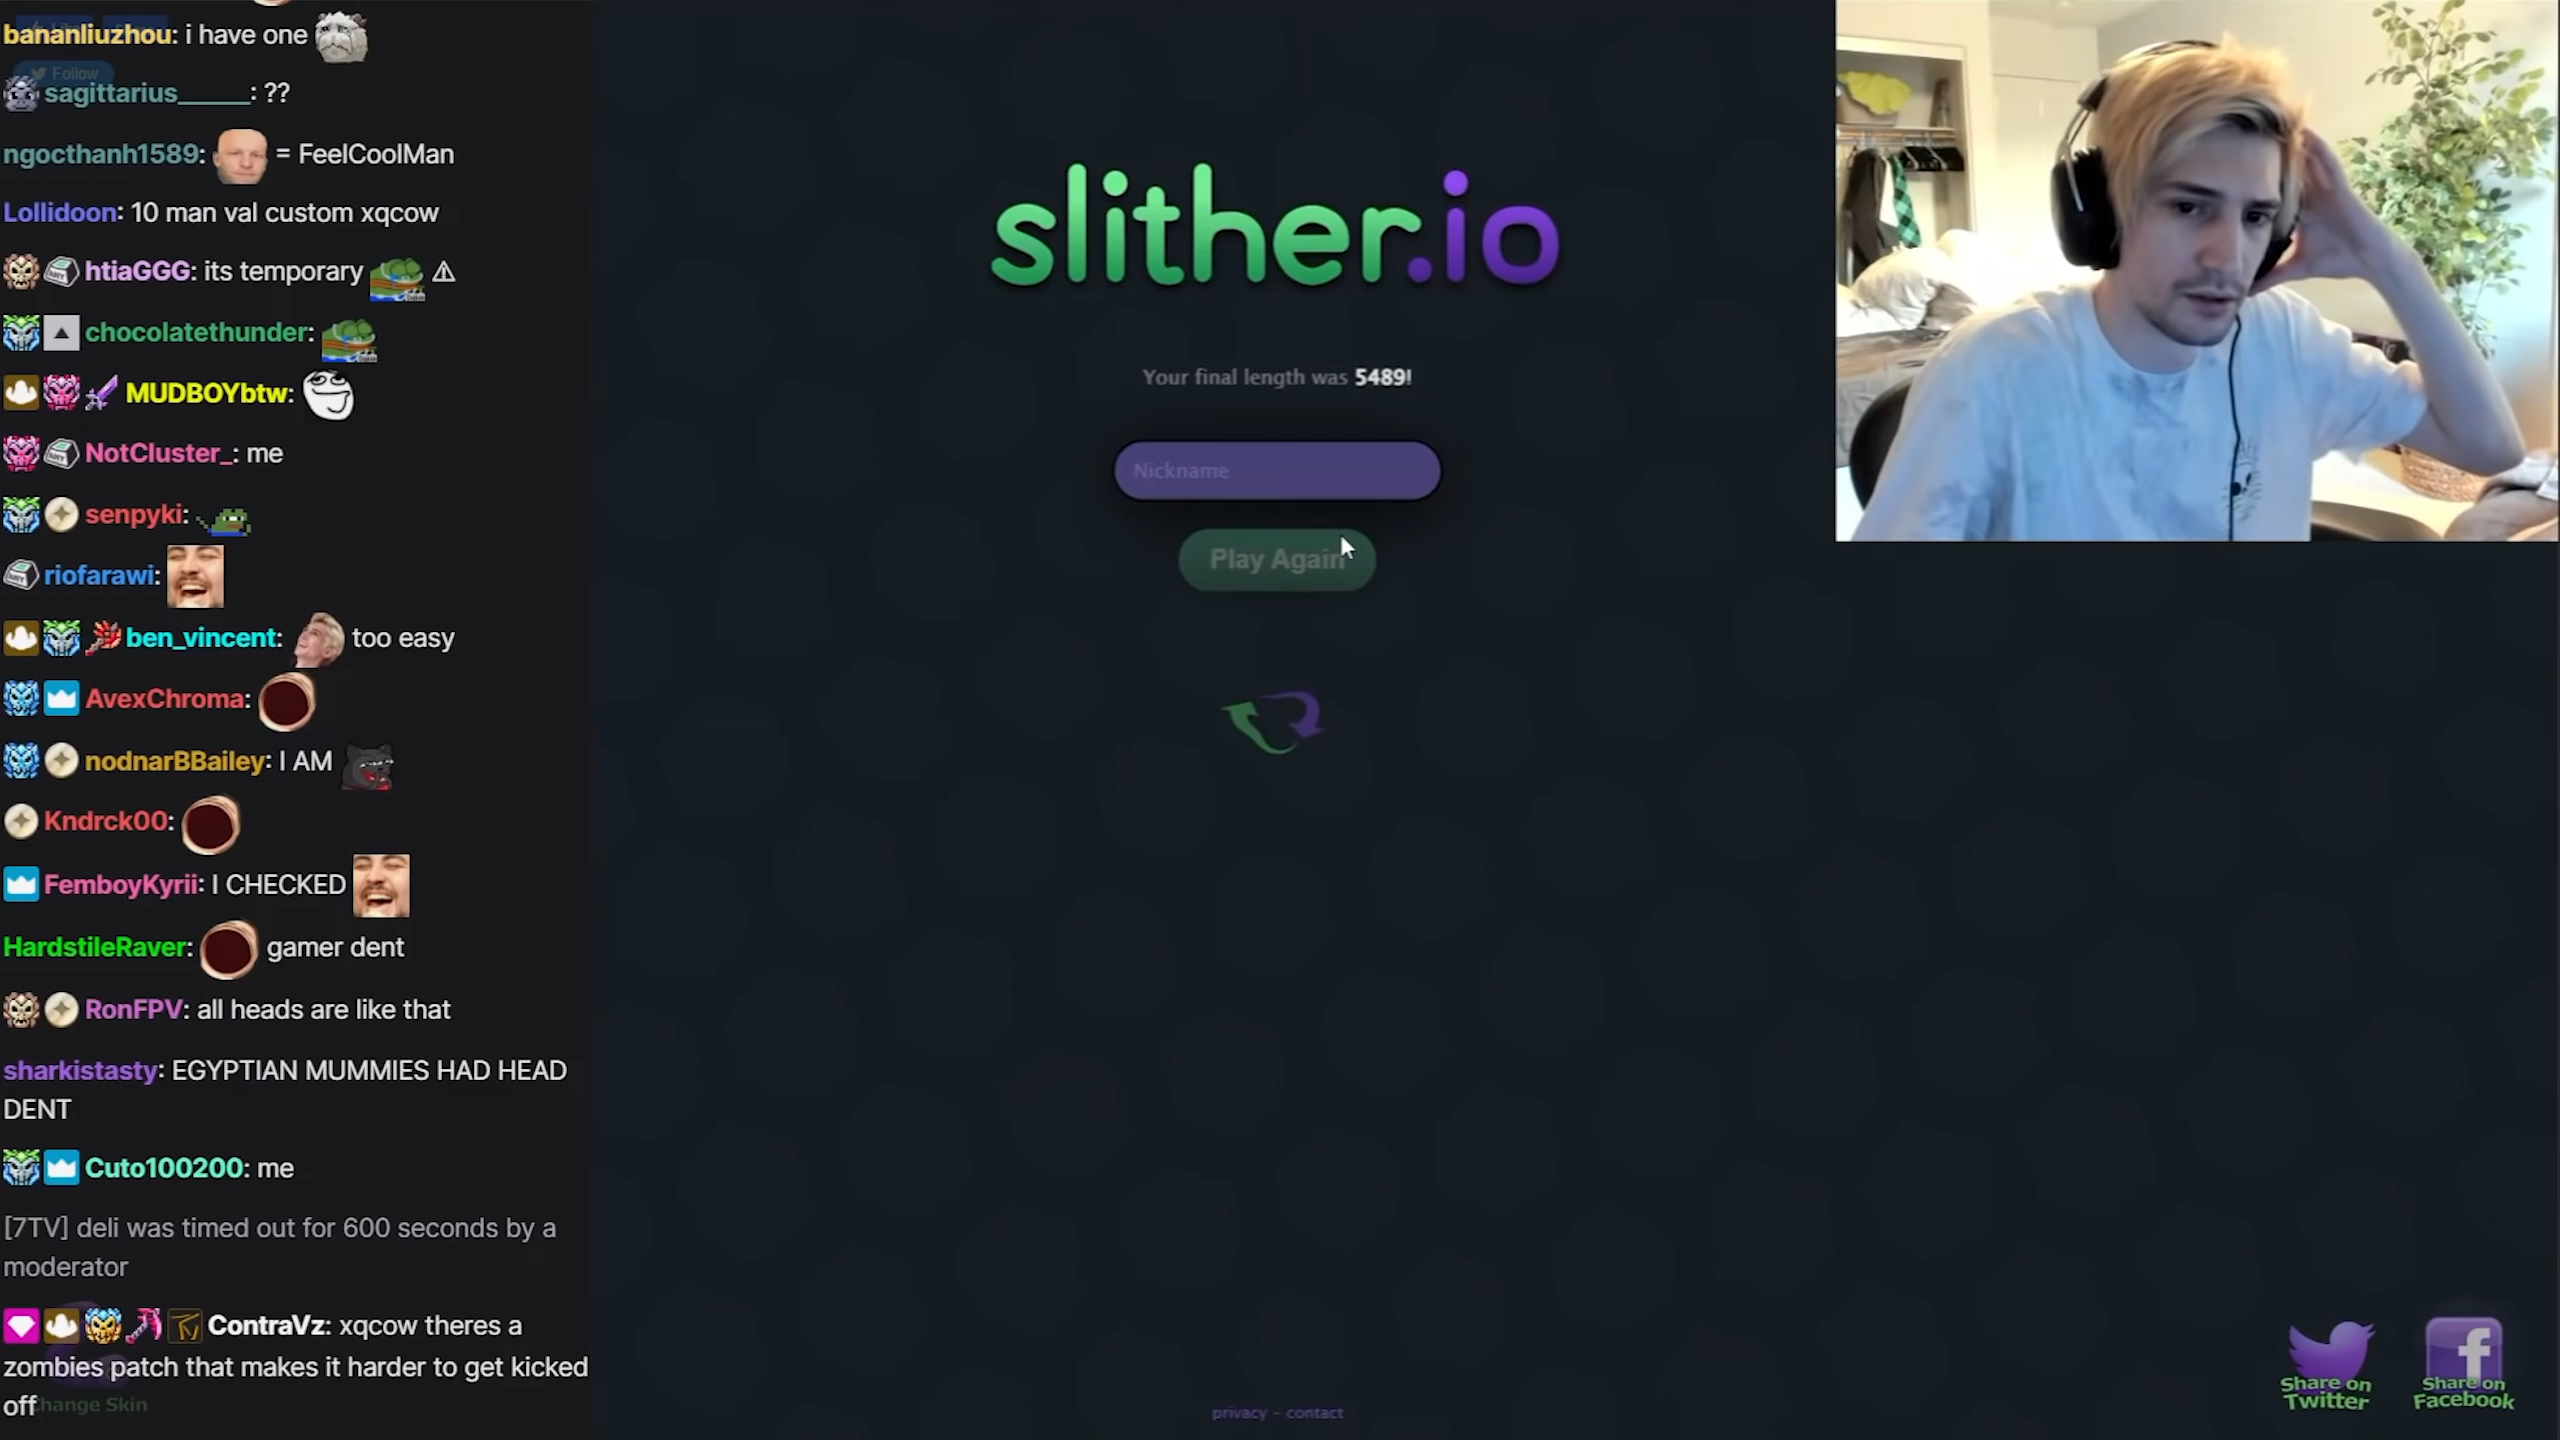 bananliuzhou: i have one
Follow
sagittarius______: ??
ngocthanh1589: = FeelCoolMan
Lollidoon: 10 man val custom xqcow
htiaGGG: its temporary ⚠
chocolatethunder:
MUDBOYbtw:
NotCluster_: me
senpyki:
riofarawi:
ben_vincent: too easy
AvexChroma:
nodnarBBailey: I AM
Kndrck00:
FemboyKyrii: I CHECKED
HardstileRaver: gamer dent
RonFPV: all heads are like that
sharkistasty: EGYPTIAN MUMMIES HAD HEAD
DENT
Cuto100200: me
[7TV] deli was timed out for 600 seconds by a
moderator
ContraVz: xqcow theres a
zombies patch that makes it harder to get kicked
off
Change Skin
slither.io
Your final length was 5489!
Nickname
Play Again
privacy - contact
Share on
Twitter
Share on
Facebook